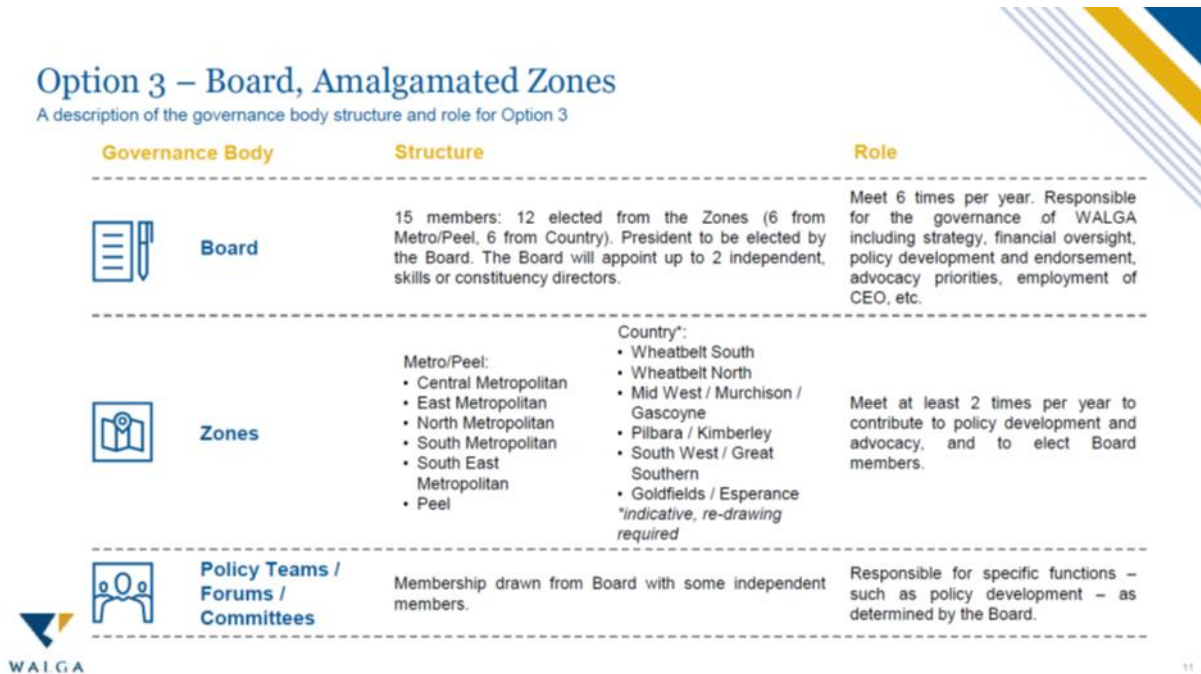 Option 3 – Board, Amalgamated Zones
A description of the governance body structure and role for Option 3
Governance Body
Structure
Role
Board
15 members: 12 elected from the Zones (6 from
Metro/Peel, 6 from Country). President to be elected by
the Board. The Board will appoint up to 2 independent,
skills or constituency directors.
Meet 6 times per year. Responsible
for the governance of WALGA
including strategy, financial oversight,
policy development and endorsement,
advocacy priorities, employment of
CEO, etc.
Zones
Metro/Peel:
• Central Metropolitan
• East Metropolitan
• North Metropolitan
• South Metropolitan
• South East
Metropolitan
• Peel
Country*:
• Wheatbelt South
• Wheatbelt North
• Mid West / Murchison /
Gascoyne
• Pilbara / Kimberley
• South West / Great
Southern
• Goldfields / Esperance
*indicative, re-drawing
required
Meet at least 2 times per year to
contribute to policy development and
advocacy, and to elect Board
members.
Policy Teams /
Forums /
Committees
Membership drawn from Board with some independent
members.
Responsible for specific functions –
such as policy development – as
determined by the Board.
WALGA
11